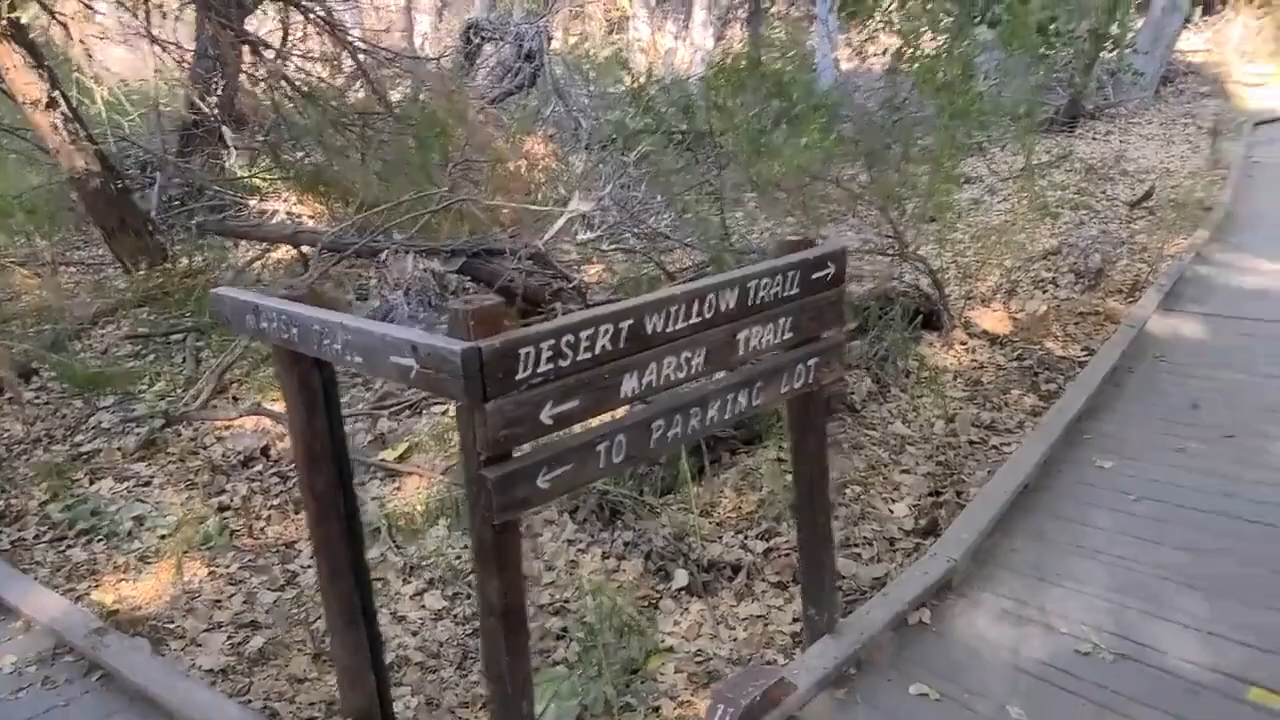 MARSH TRAIL →
DESERT WILLOW TRAIL →
← MARSH TRAIL
← TO PARKING LOT